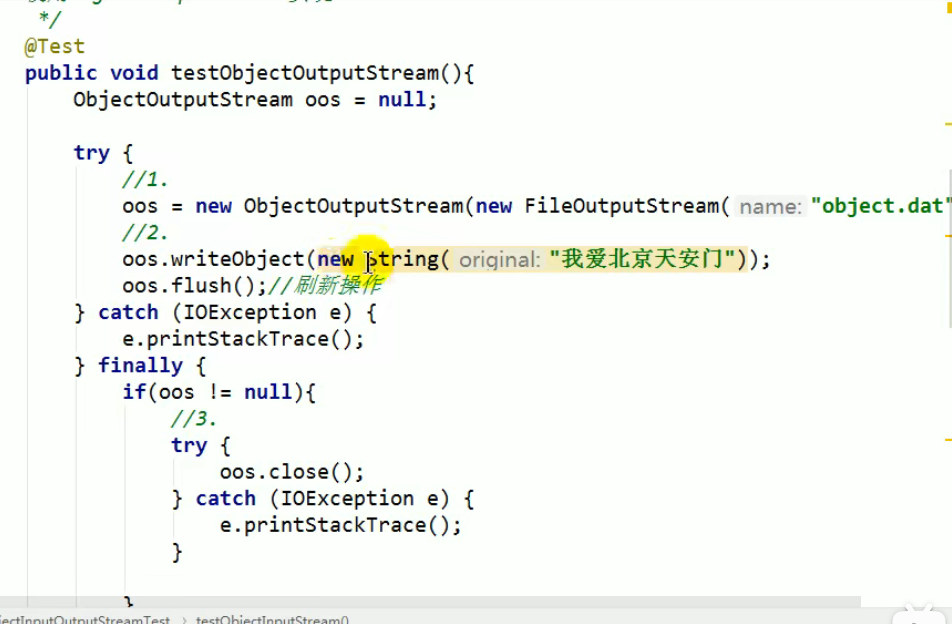 */
@Test
public void testObjectOutputStream(){
ObjectOutputStream oos = null;
try {
//1.
oos = new ObjectOutputStream(new FileOutputStream( name: "object.dat"
//2.
oos.writeObject(new String( original: "我爱北京天安门"));
oos.flush();//刷新操作
} catch (IOException e) {
e.printStackTrace();
} finally {
if(oos != null){
//3.
try {
oos.close();
} catch (IOException e) {
e.printStackTrace();
}
}
jectInputOutputStreamTest > testObjectInputStream()